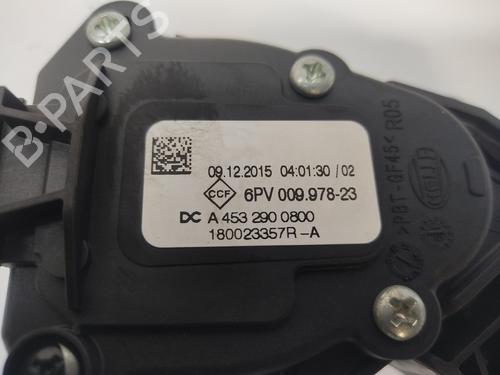 B-PARTS
09.12.2015 04:01:30 /02
CCF 6PV 009.978-23
DC A 453 290 0800
180023357R-A
>PBT-GF45< R05
HELLA